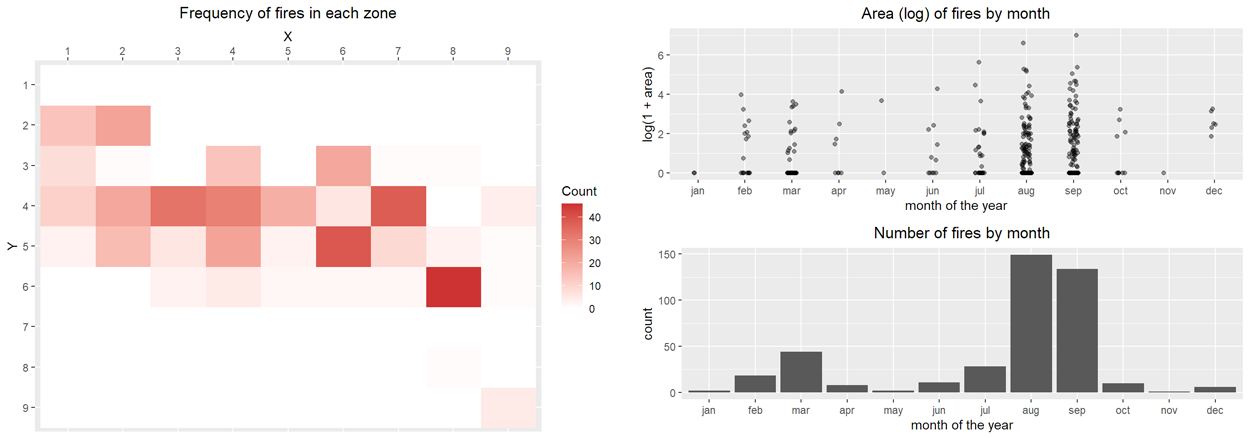 Frequency of fires in each zone
X
1 2 3 4 5 6 7 8 9
1
2
3
4
5
6
7
8
9
Y
Count
40
30
20
10
0
Area (log) of fires by month
log(1 + area)
6
4
2
0
jan feb mar apr may jun jul aug sep oct nov dec
month of the year
Number of fires by month
count
150
100
50
0
jan feb mar apr may jun jul aug sep oct nov dec
month of the year